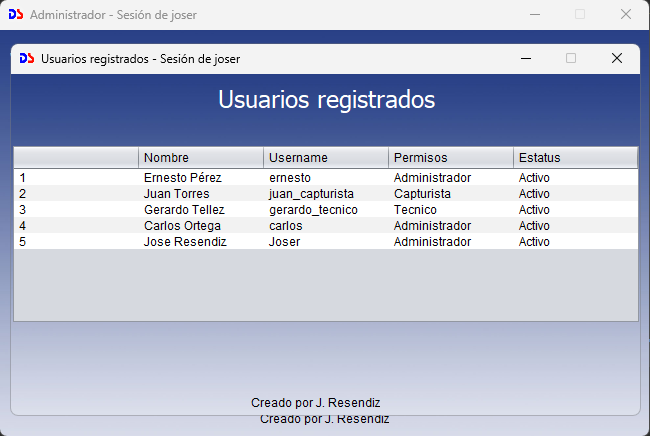 DS Administrador - Sesión de joser
DS Usuarios registrados - Sesión de joser
Usuarios registrados
Nombre Username Permisos Estatus
1 Ernesto Pérez ernesto Administrador Activo
2 Juan Torres juan_capturista Capturista Activo
3 Gerardo Tellez gerardo_tecnico Tecnico Activo
4 Carlos Ortega carlos Administrador Activo
5 Jose Resendiz Joser Administrador Activo
Creado por J. Resendiz
Creado por J. Resendiz